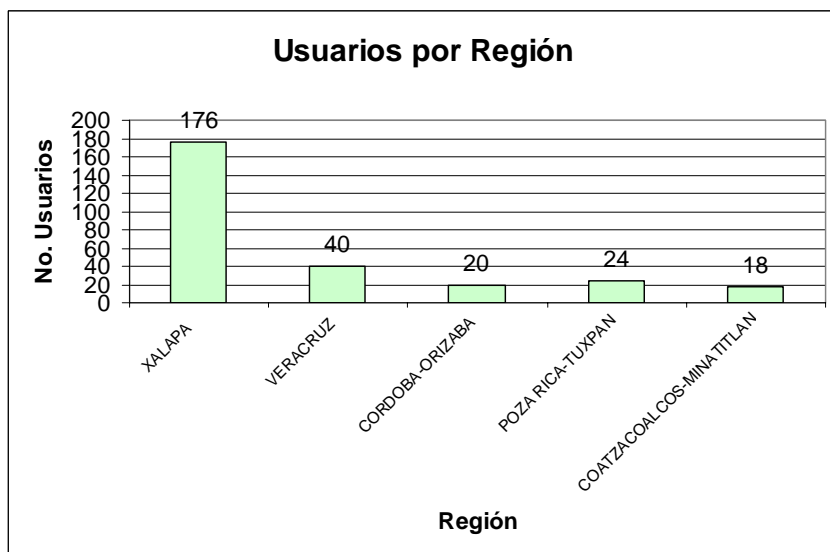 Usuarios por Región
No. Usuarios
200
180
160
140
120
100
80
60
40
20
0
176
40
20
24
18
XALAPA
VERACRUZ
CORDOBA-ORIZABA
POZA RICA-TUXPAN
COATZACOALCOS-MINATITLAN
Región